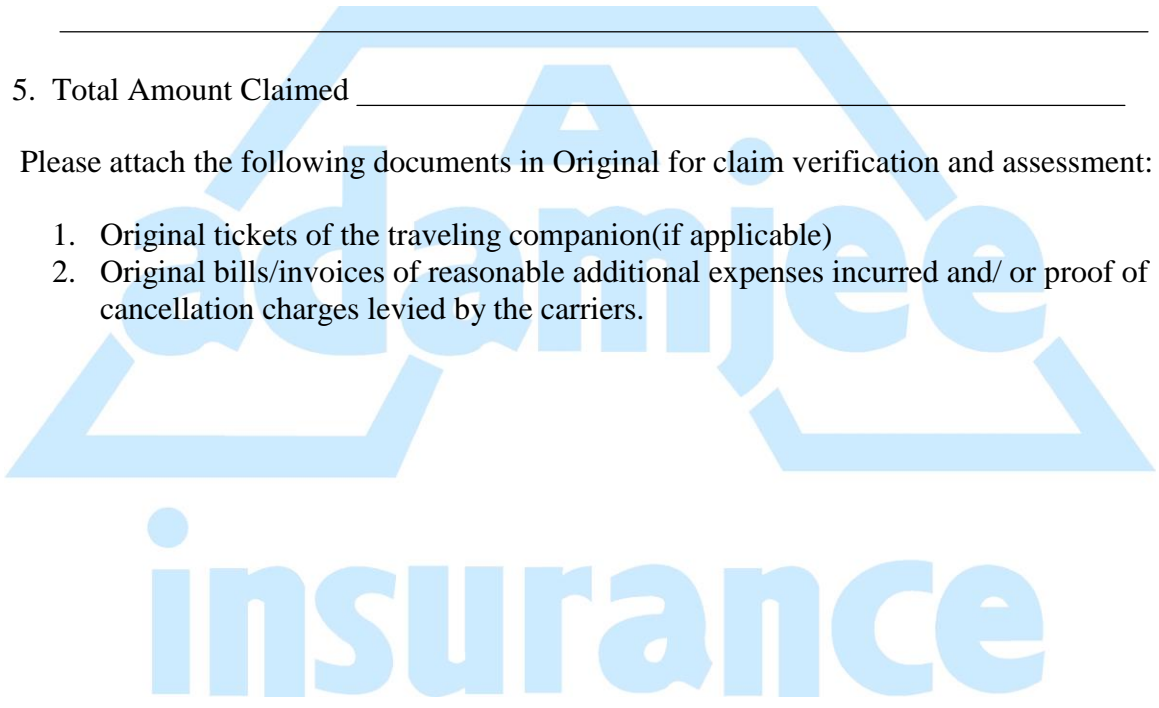 5. Total Amount Claimed
Please attach the following documents in Original for claim verification and assessment:
1. Original tickets of the traveling companion(if applicable)
2. Original bills/invoices of reasonable additional expenses incurred and/ or proof of
cancellation charges levied by the carriers.
A
adamjee
insurance